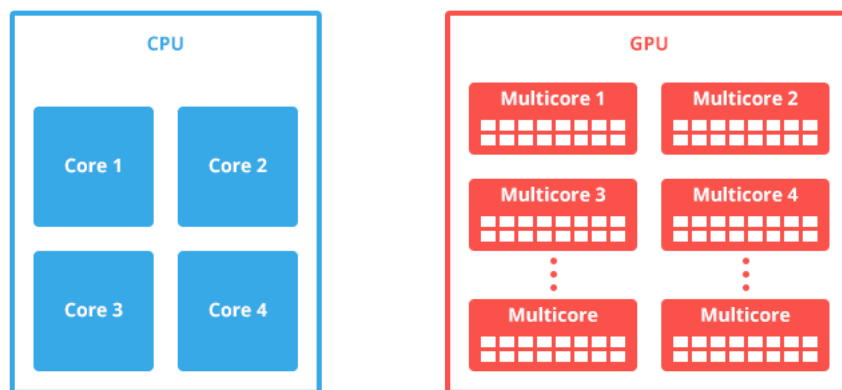 CPU
Core 1
Core 2
Core 3
Core 4
GPU
Multicore 1
Multicore 2
Multicore 3
Multicore 4
Multicore
Multicore